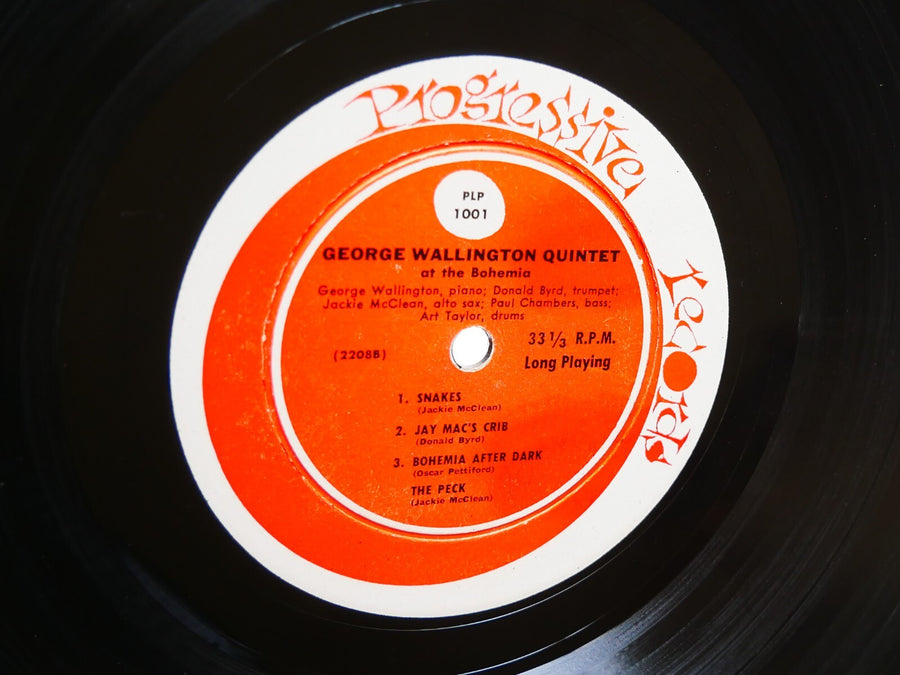 Progressive records
PLP
1001
GEORGE WALLINGTON QUINTET
at the Bohemia
George Wallington, piano; Donald Byrd, trumpet;
Jackie McClean, alto sax; Paul Chambers, bass;
Art Taylor, drums
33 1/3 R.P.M.
(2208B)
Long Playing
1. SNAKES
(Jackie McClean)
2. JAY MAC'S CRIB
(Donald Byrd)
3. BOHEMIA AFTER DARK
(Oscar Pettiford)
THE PECK
(Jackie McClean)